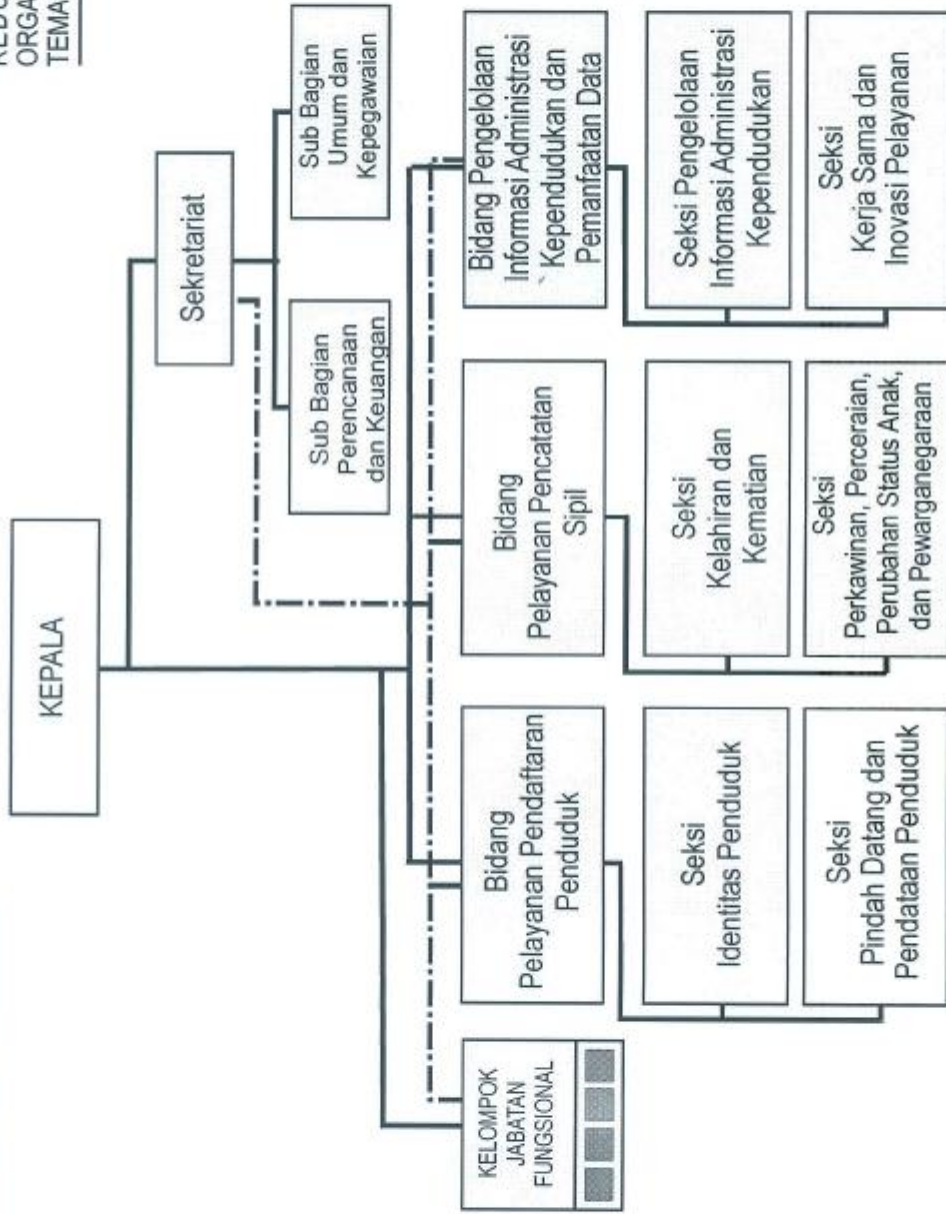 ORGA
TEMA
KEPALA
Sekretariat
Sub Bagian
Perencanaan
dan Keuangan
Sub Bagian
Umum dan
Kepegawaian
KELOMPOK
JABATAN
FUNGSIONAL
Bidang
Pelayanan Pendaftaran
Penduduk
Bidang
Pelayanan Pencatatan
Sipil
Bidang Pengelolaan
Informasi Administrasi
Kependudukan dan
Pemanfaatan Data
Seksi
Identitas Penduduk
Seksi
Kelahiran dan
Kematian
Seksi Pengelolaan
Informasi Administrasi
Kependudukan
Seksi
Pindah Datang dan
Pendataan Penduduk
Seksi
Perkawinan, Perceraian,
Perubahan Status Anak,
dan Pewarganegaraan
Seksi
Kerja Sama dan
Inovasi Pelayanan